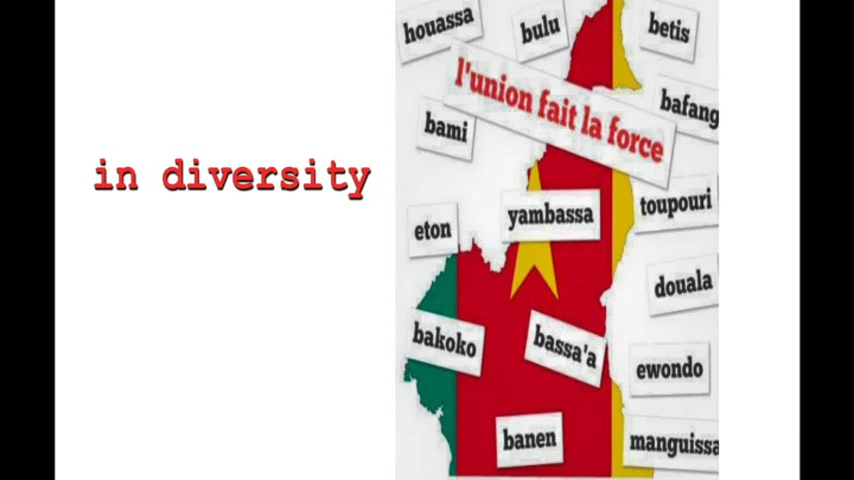 in diversity
houassa
bulu
betis
l'union fait la force
bafang
bami
toupouri
yambassa
eton
douala
bakoko
bassa'a
ewondo
banen
manguissa